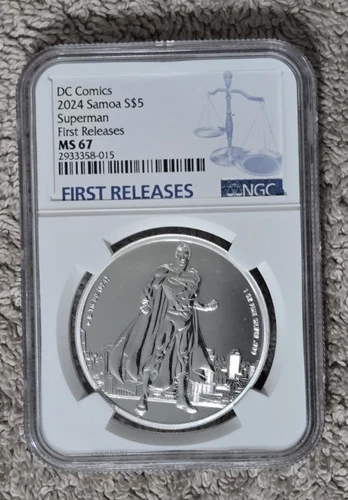 DC Comics
2024 Samoa S$5
Superman
First Releases
MS 67
2933358-015
FIRST RELEASES
NGC